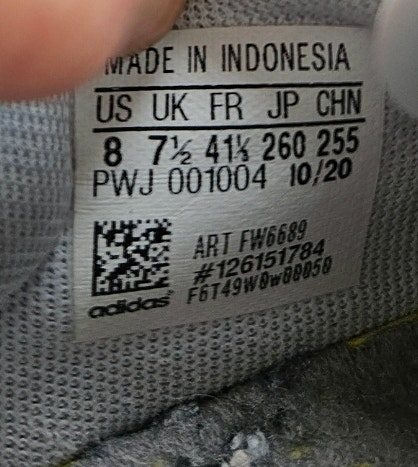 MADE IN INDONESIA
US UK FR JP CHN
8 7½ 41⅓ 260 255
PWJ 001004 10/20
ART FW6689
#126151784
F6T49W0w00050
adidas